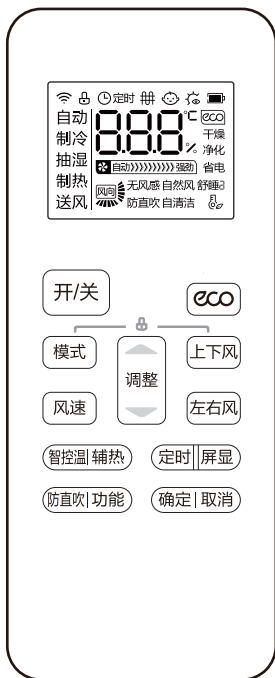 定时
自动 88.8 ℃ eco
制冷 干燥
抽湿 % 净化
制热 自动》》》》》》》》强劲 省电
送风 风向 无风感 自然风 舒睡
防直吹 自清洁
开/关 eco
模式 调整 上下风
风速 左右风
智控温|辅热 定时||屏显
防直吹|功能 确定|取消